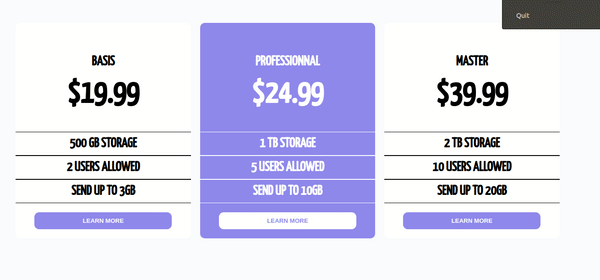 Quit
BASIS
$19.99
500 GB STORAGE
2 USERS ALLOWED
SEND UP TO 3GB
LEARN MORE
PROFESSIONNAL
$24.99
1 TB STORAGE
5 USERS ALLOWED
SEND UP TO 10GB
LEARN MORE
MASTER
$39.99
2 TB STORAGE
10 USERS ALLOWED
SEND UP TO 20GB
LEARN MORE